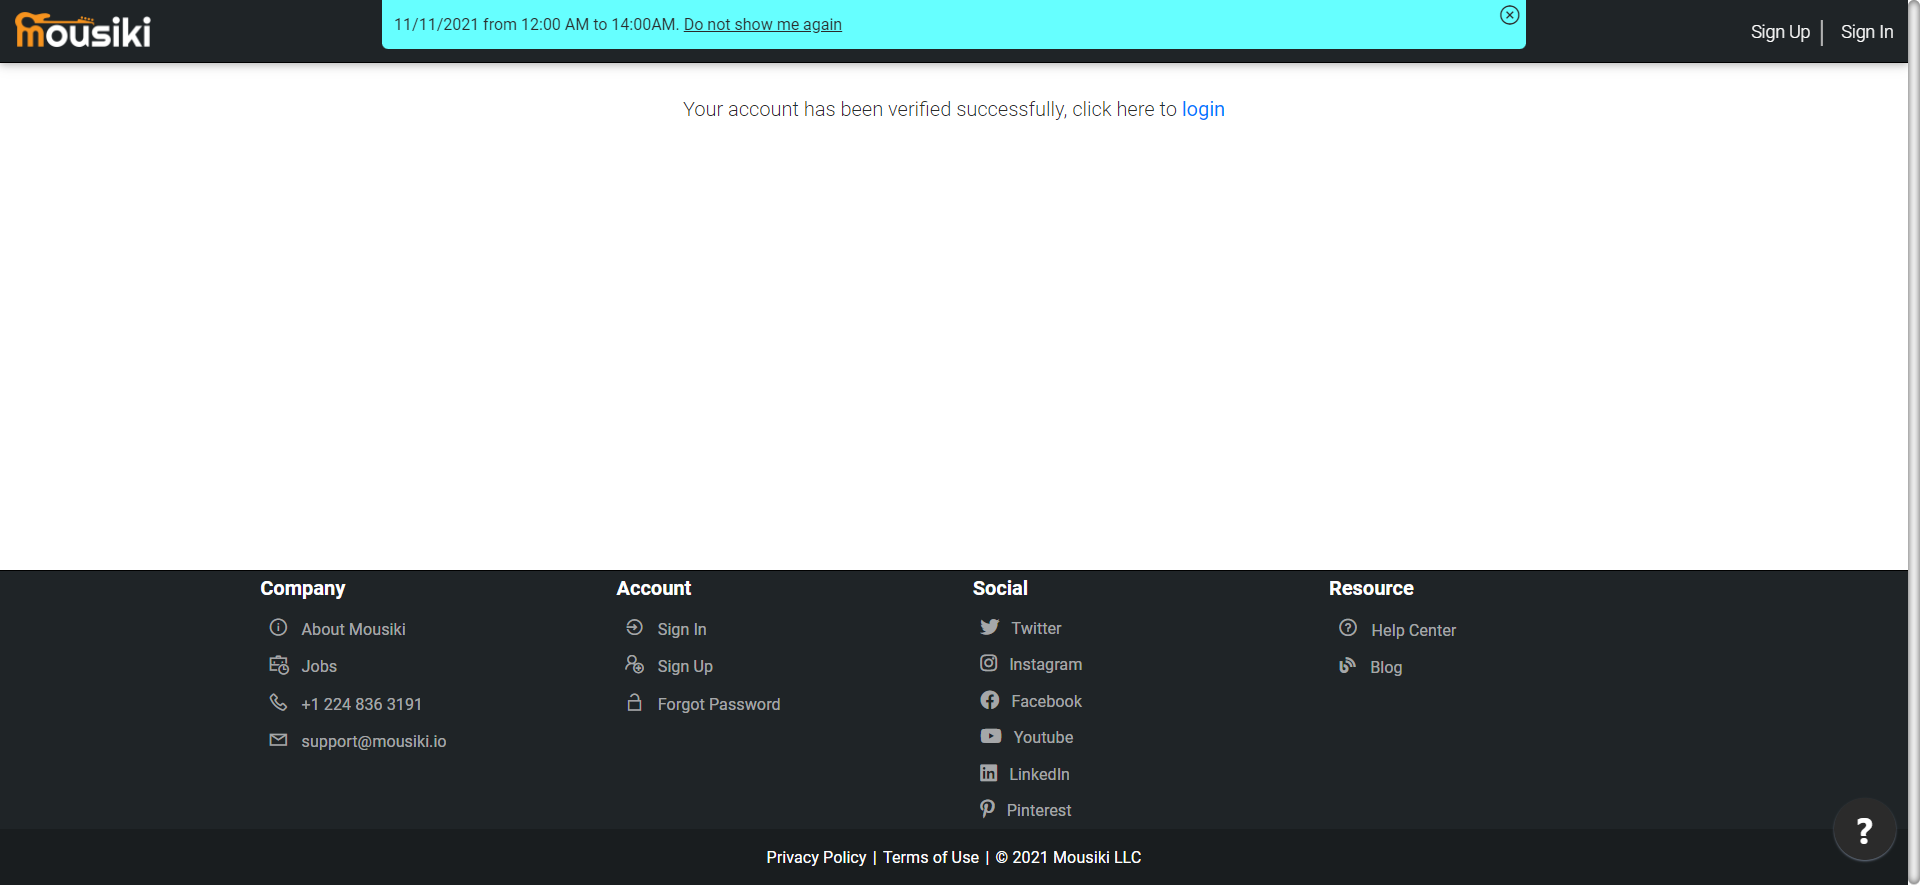 mousiki
11/11/2021 from 12:00 AM to 14:00AM. Do not show me again
Sign Up | Sign In
Your account has been verified successfully, click here to login
Company
About Mousiki
Jobs
+1 224 836 3191
support@mousiki.io
Account
Sign In
Sign Up
Forgot Password
Social
Twitter
Instagram
Facebook
Youtube
LinkedIn
Pinterest
Resource
Help Center
Blog
?
Privacy Policy | Terms of Use | © 2021 Mousiki LLC